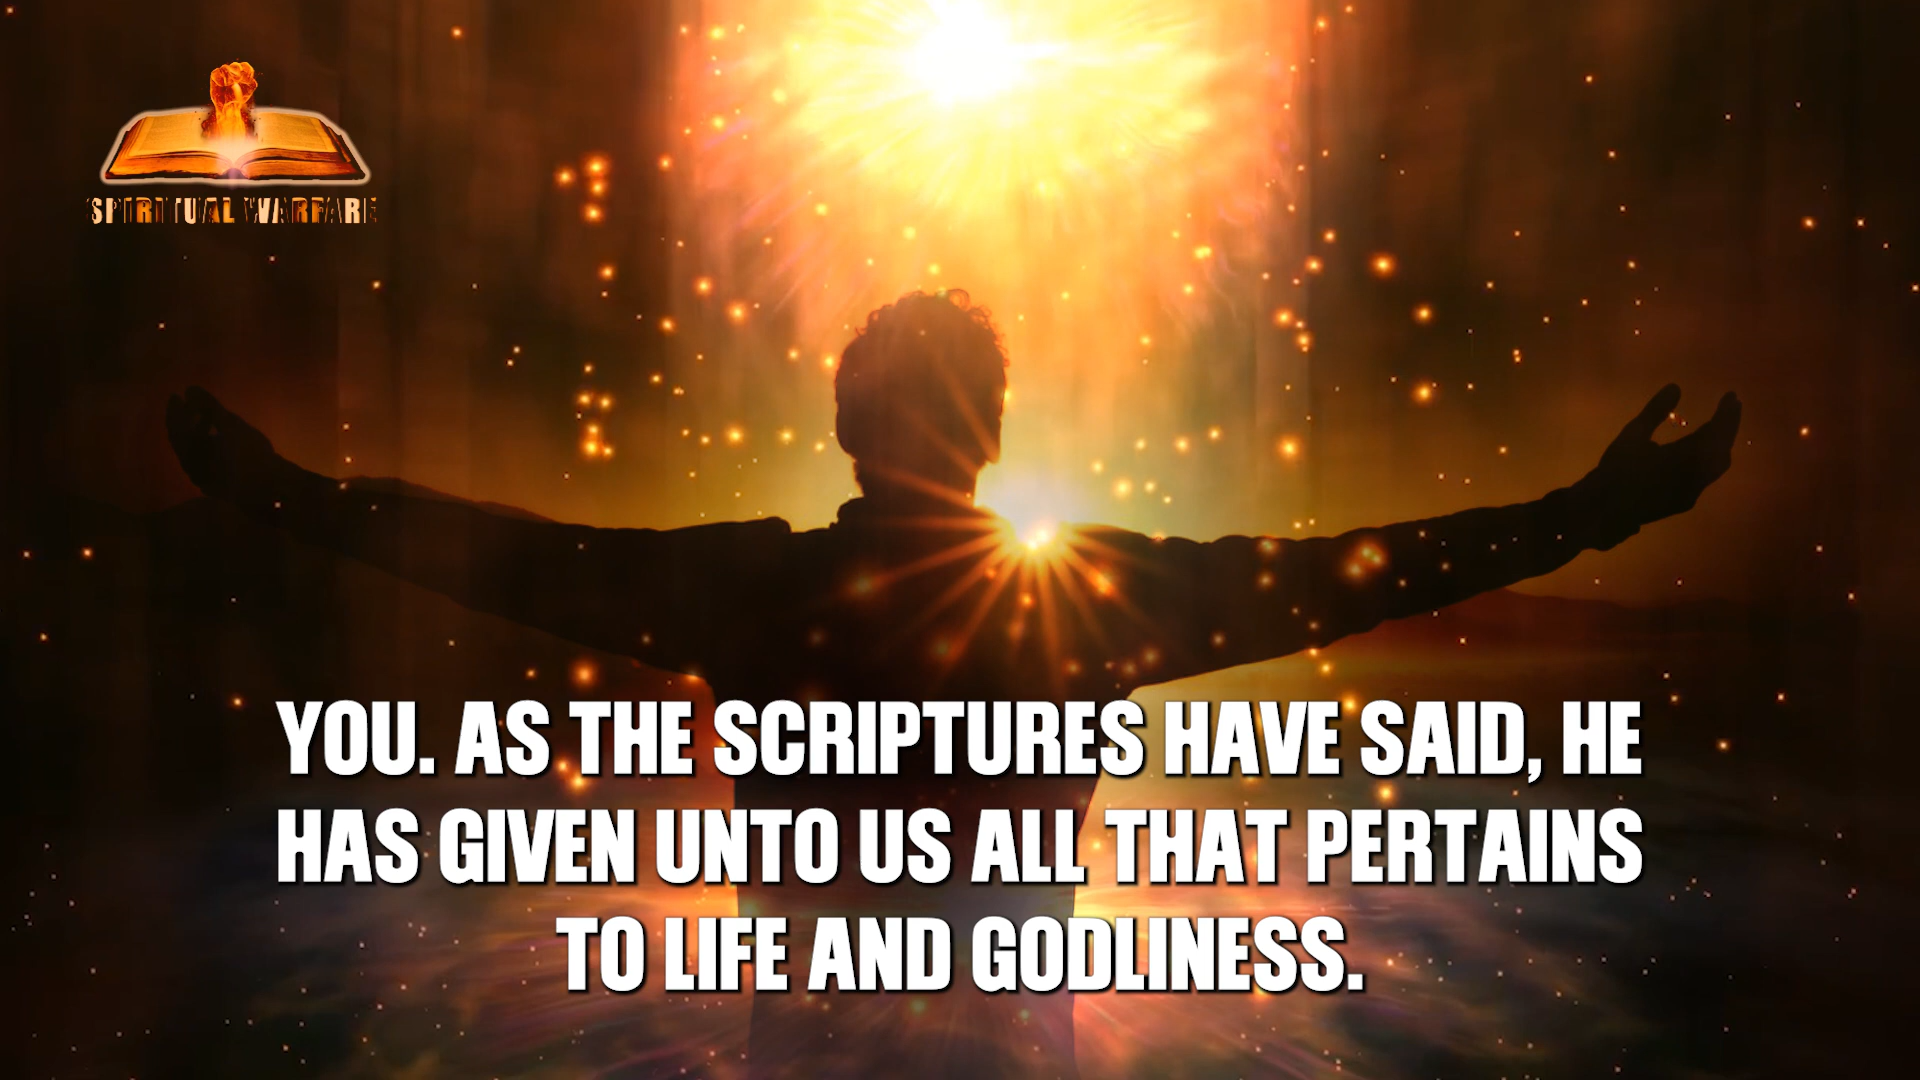 SPIRITUAL WARFARE
YOU. AS THE SCRIPTURES HAVE SAID, HE
HAS GIVEN UNTO US ALL THAT PERTAINS
TO LIFE AND GODLINESS.